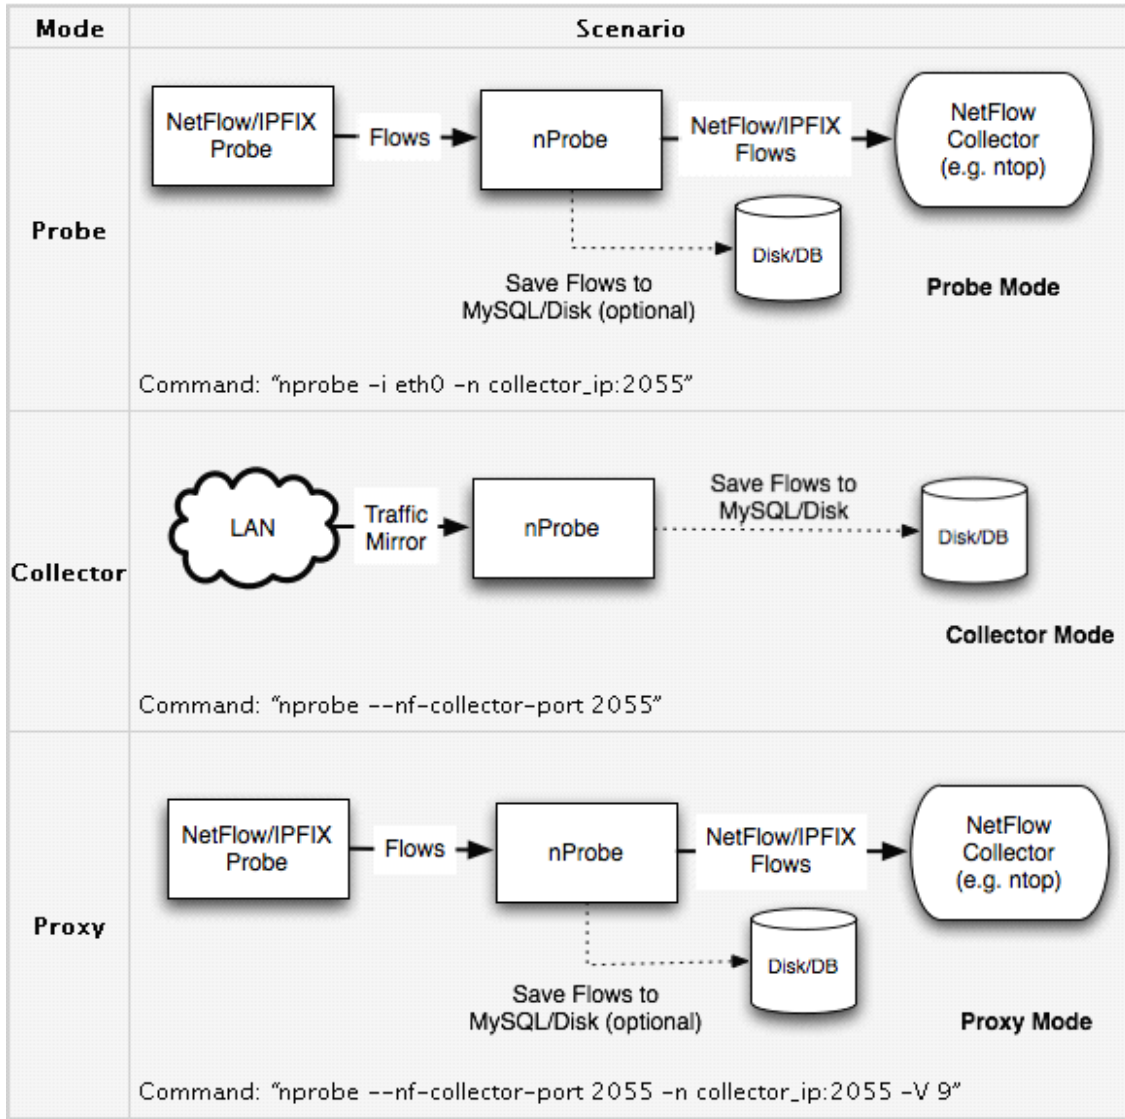 Mode
Scenario
Probe
NetFlow/IPFIX
Probe
Flows
nProbe
NetFlow/IPFIX
Flows
NetFlow
Collector
(e.g. ntop)
Disk/DB
Save Flows to
MySQL/Disk (optional)
Probe Mode
Command: “nprobe -i eth0 -n collector_ip:2055”
Collector
LAN
Traffic
Mirror
nProbe
Save Flows to
MySQL/Disk
Disk/DB
Collector Mode
Command: “nprobe --nf-collector-port 2055”
Proxy
NetFlow/IPFIX
Probe
Flows
nProbe
NetFlow/IPFIX
Flows
NetFlow
Collector
(e.g. ntop)
Disk/DB
Save Flows to
MySQL/Disk (optional)
Proxy Mode
Command: “nprobe --nf-collector-port 2055 -n collector_ip:2055 -V 9”